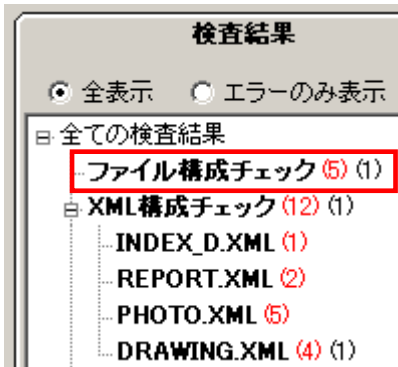 検査結果
全表示 エラーのみ表示
全ての検査結果
ファイル構成チェック (5) (1)
XML構成チェック (12) (1)
INDEX_D.XML (1)
REPORT.XML (2)
PHOTO.XML (5)
DRAWING.XML (4) (1)